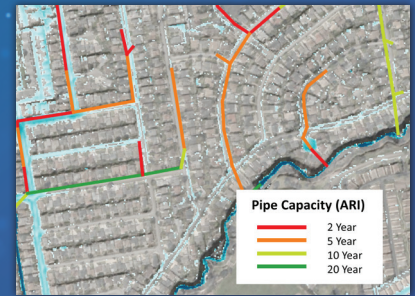 Pipe Capacity (ARI)
2 Year
5 Year
10 Year
20 Year